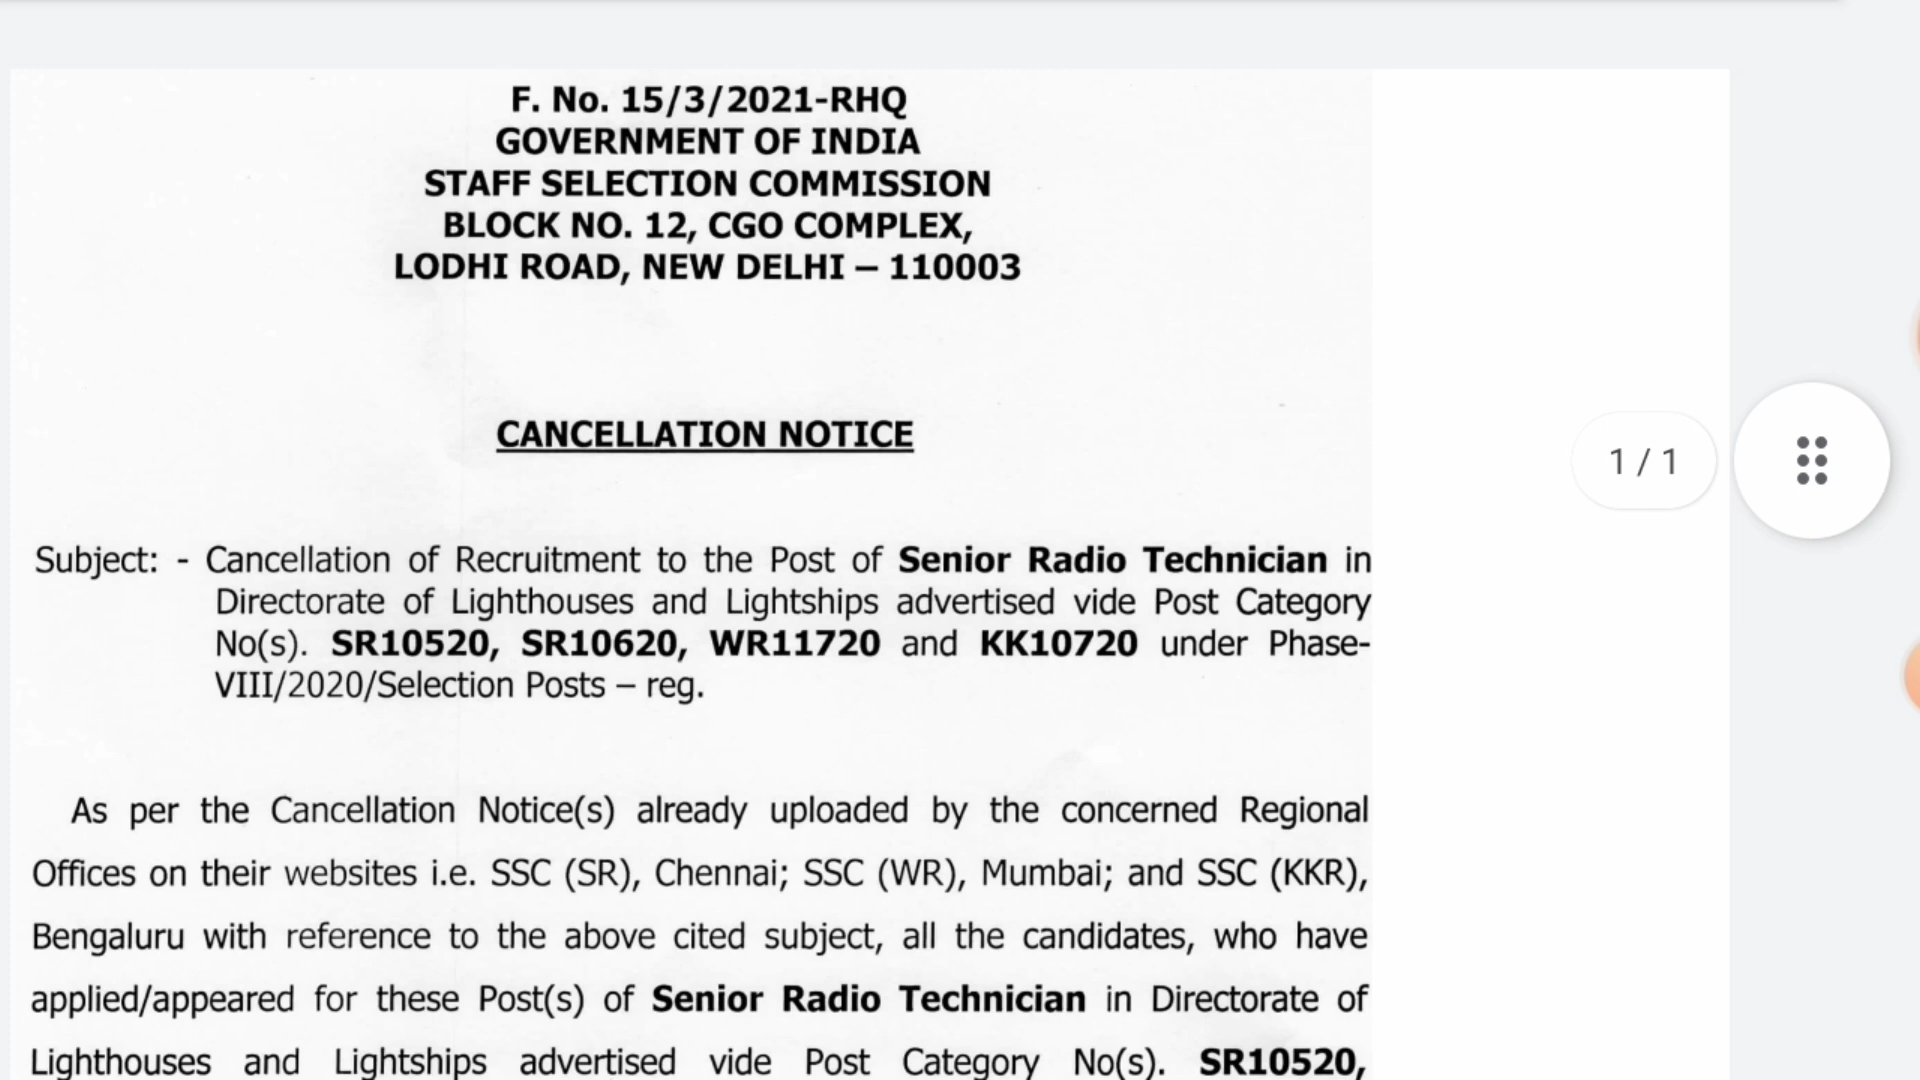 F. No. 15/3/2021-RHQ
GOVERNMENT OF INDIA
STAFF SELECTION COMMISSION
BLOCK NO. 12, CGO COMPLEX,
LODHI ROAD, NEW DELHI – 110003
CANCELLATION NOTICE
1 / 1
Subject: - Cancellation of Recruitment to the Post of Senior Radio Technician in
Directorate of Lighthouses and Lightships advertised vide Post Category
No(s). SR10520, SR10620, WR11720 and KK10720 under Phase-
VIII/2020/Selection Posts – reg.
As per the Cancellation Notice(s) already uploaded by the concerned Regional
Offices on their websites i.e. SSC (SR), Chennai; SSC (WR), Mumbai; and SSC (KKR),
Bengaluru with reference to the above cited subject, all the candidates, who have
applied/appeared for these Post(s) of Senior Radio Technician in Directorate of
Lighthouses and Lightships advertised vide Post Category No(s). SR10520,